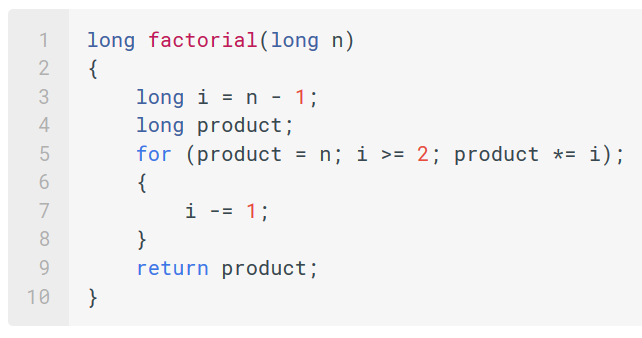 1 long factorial(long n)
2 {
3     long i = n - 1;
4     long product;
5     for (product = n; i >= 2; product *= i);
6     {
7         i -= 1;
8     }
9     return product;
10 }